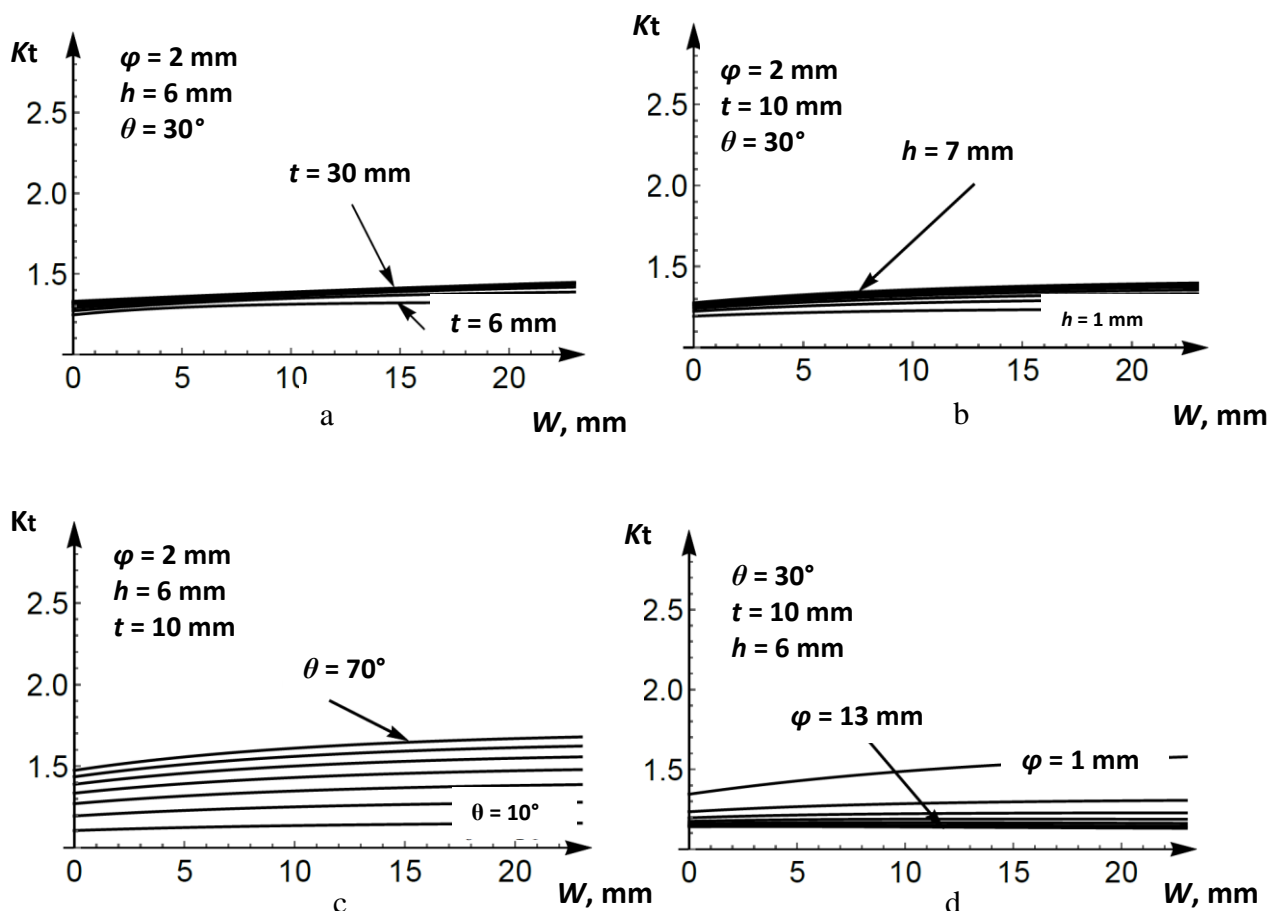 Kt
φ = 2 mm
h = 6 mm
θ = 30°
2.5
t = 30 mm
2.0
1.5
t = 6 mm
0 5 10 15 20
a
W, mm
Kt
φ = 2 mm
t = 10 mm
θ = 30°
2.5
h = 7 mm
2.0
1.5
h = 1 mm
0 5 10 15 20
b
W, mm
Kt
φ = 2 mm
h = 6 mm
t = 10 mm
2.5
θ = 70°
2.0
1.5
θ = 10°
0 5 10 15 20
c
W, mm
Kt
θ = 30°
t = 10 mm
h = 6 mm
2.5
2.0
φ = 13 mm
1.5
φ = 1 mm
0 5 10 15 20
d
W, mm